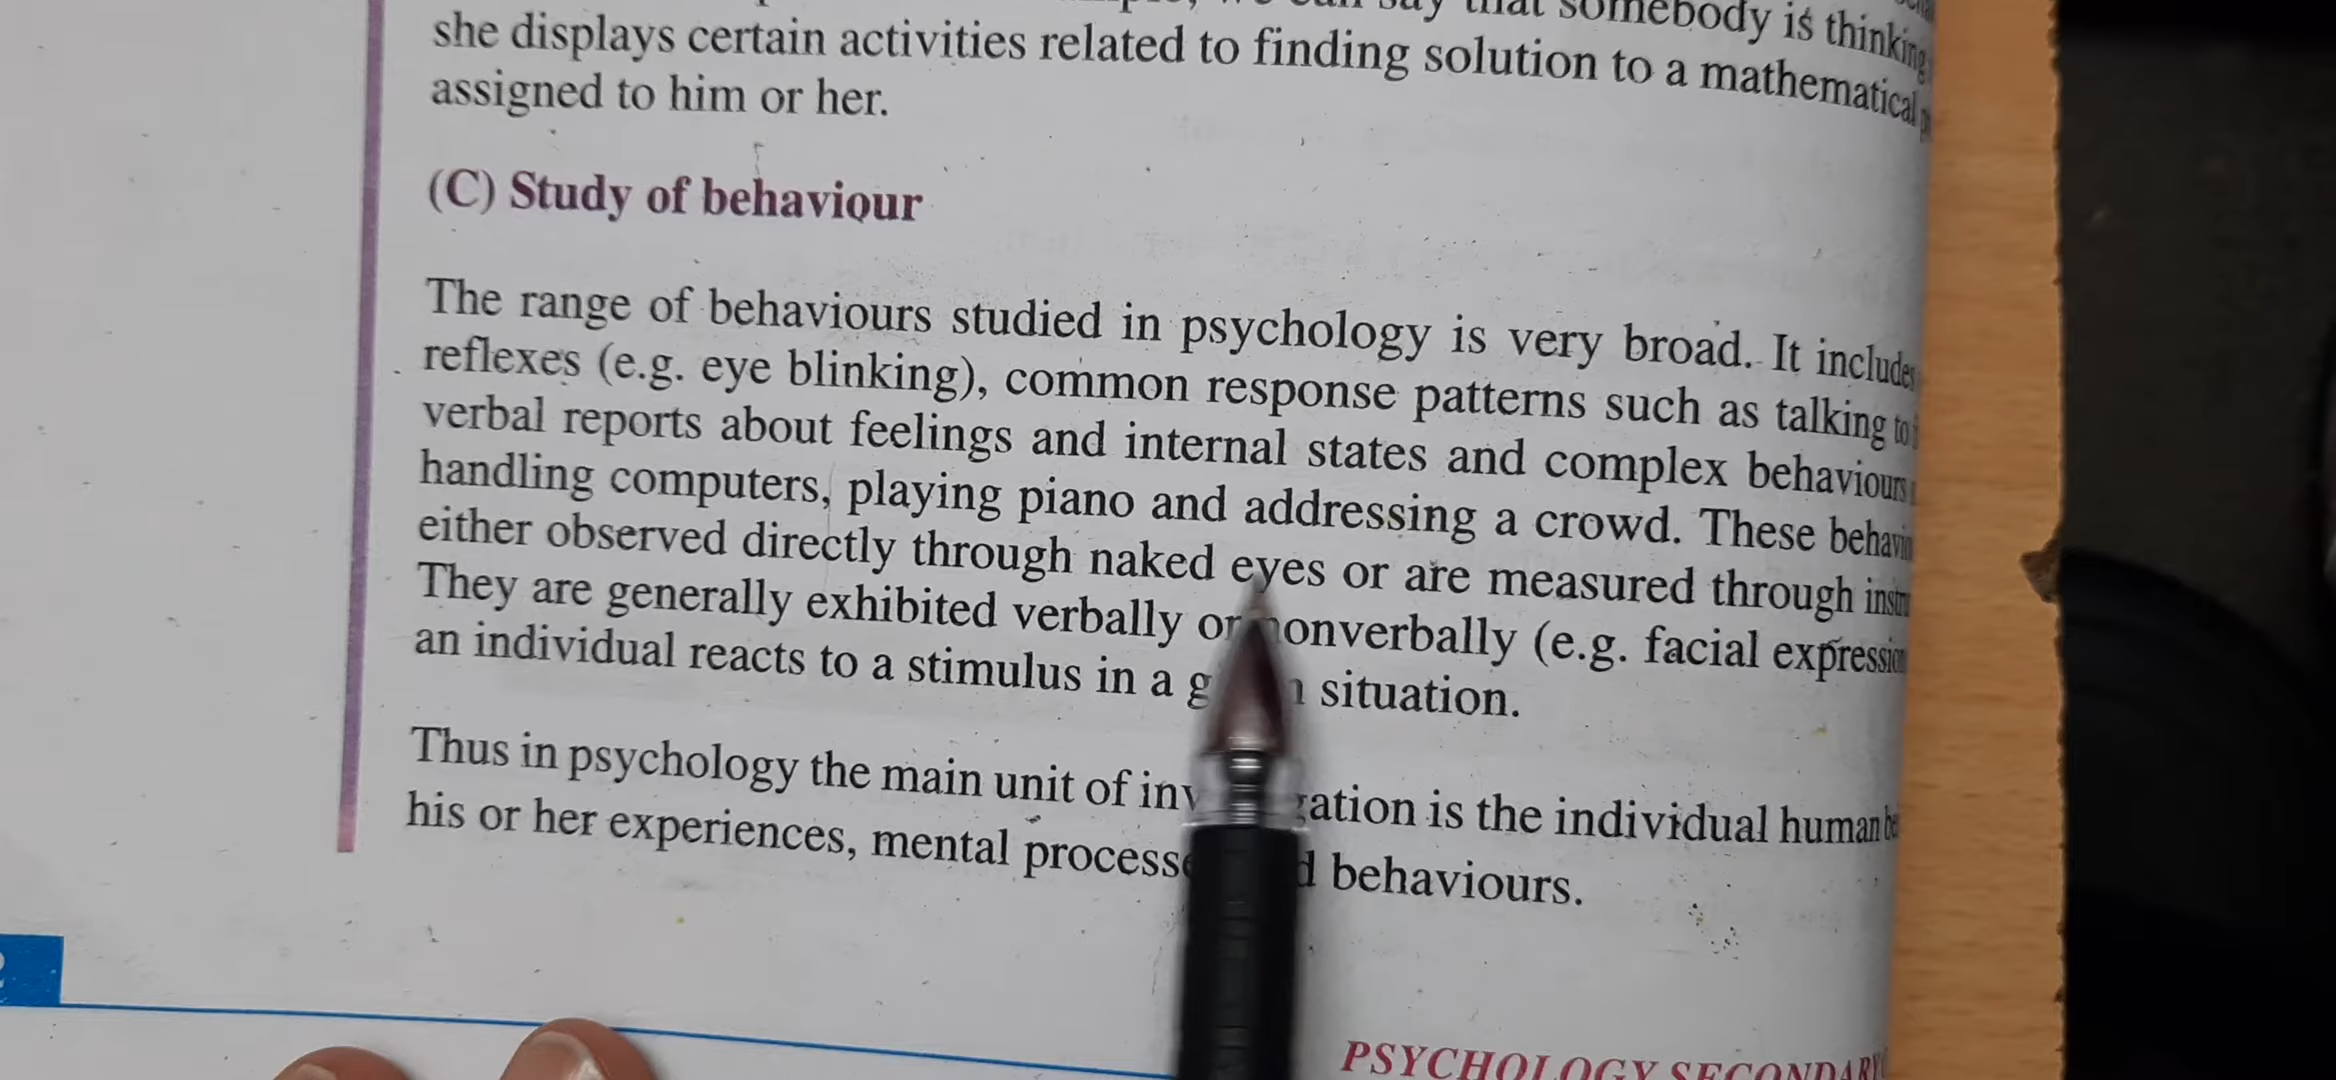 she displays certain activities related to finding solution to a mathematical
assigned to him or her.
(C) Study of behaviour
The range of behaviours studied in psychology is very broad. It includes
reflexes (e.g. eye blinking), common response patterns such as talking to
verbal reports about feelings and internal states and complex behaviours
handling computers, playing piano and addressing a crowd. These
either observed directly through naked eyes or are measured through
They are generally exhibited verbally or nonverbally (e.g. facial
an individual reacts to a stimulus in a situation.
Thus in psychology the main unit of is the individual human
his or her experiences, mental behaviours.
PSYCHOLOGY SECONDARY